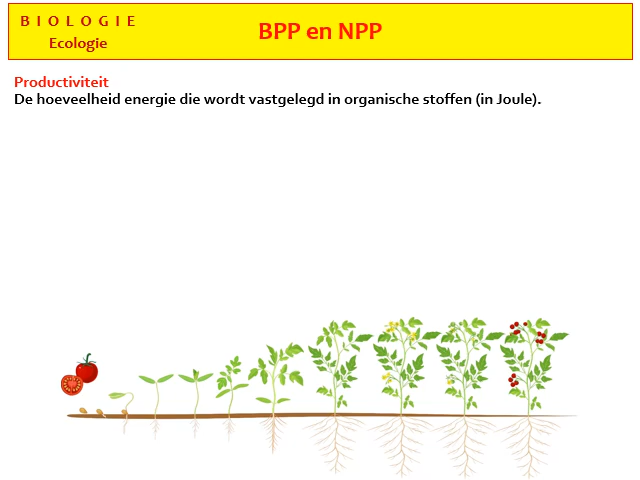 B I O L O G I E
Ecologie
BPP en NPP
Productiviteit
De hoeveelheid energie die wordt vastgelegd in organische stoffen (in Joule).